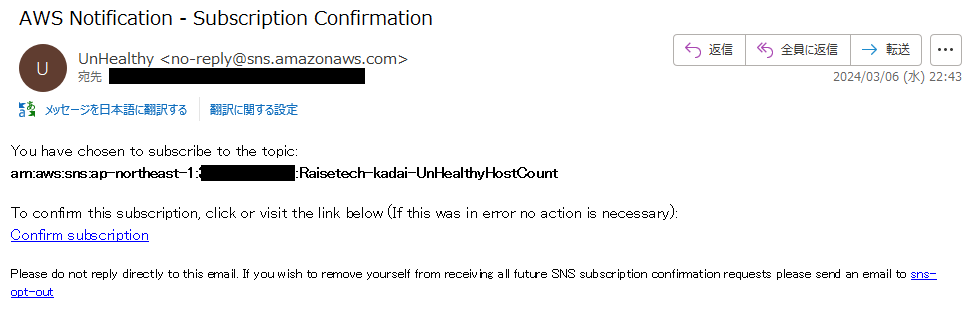 AWS Notification - Subscription Confirmation
U
UnHealthy <no-reply@sns.amazonaws.com>
宛先
返信
全員に返信
転送
2024/03/06 (水) 22:43
メッセージを日本語に翻訳する
翻訳に関する設定
You have chosen to subscribe to the topic:
arn:aws:sns:ap-northeast-1: :Raisetech-kadai-UnHealthyHostCount
To confirm this subscription, click or visit the link below (If this was in error no action is necessary):
Confirm subscription
Please do not reply directly to this email. If you wish to remove yourself from receiving all future SNS subscription confirmation requests please send an email to sns-
opt-out